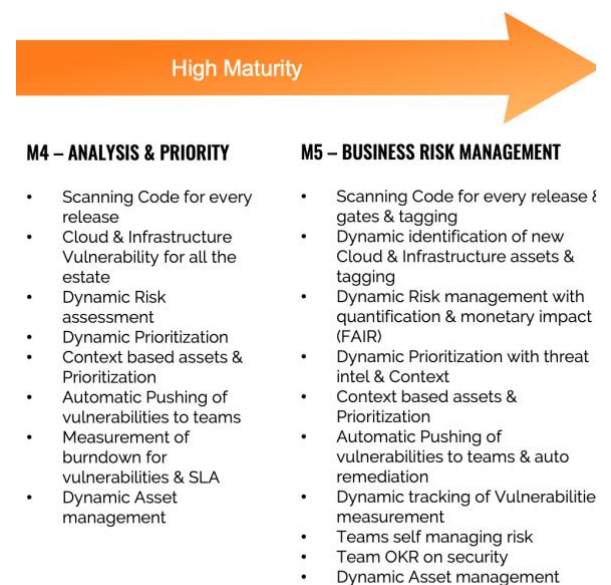 High Maturity
M4 – ANALYSIS & PRIORITY
• Scanning Code for every
release
• Cloud & Infrastructure
Vulnerability for all the
estate
• Dynamic Risk
assessment
• Dynamic Prioritization
• Context based assets &
Prioritization
• Automatic Pushing of
vulnerabilities to teams
• Measurement of
burndown for
vulnerabilities & SLA
• Dynamic Asset
management
M5 – BUSINESS RISK MANAGEMENT
• Scanning Code for every release &
gates & tagging
• Dynamic identification of new
Cloud & Infrastructure assets &
tagging
• Dynamic Risk management with
quantification & monetary impact
(FAIR)
• Dynamic Prioritization with threat
intel & Context
• Context based assets &
Prioritization
• Automatic Pushing of
vulnerabilities to teams & auto
remediation
• Dynamic tracking of Vulnerabilitie
measurement
• Teams self managing risk
• Team OKR on security
• Dynamic Asset management